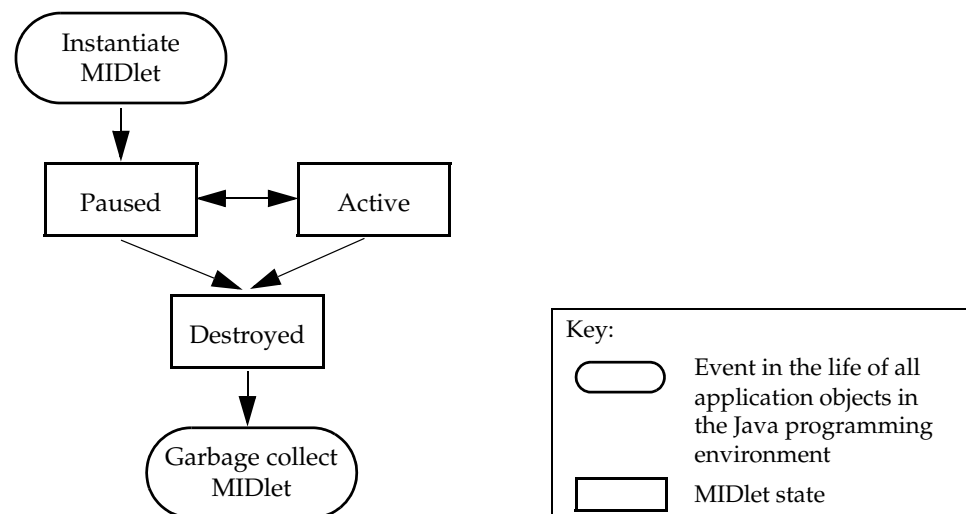 Instantiate
MIDlet
Paused
Active
Destroyed
Garbage collect
MIDlet
Key:
Event in the life of all
application objects in
the Java programming
environment
MIDlet state